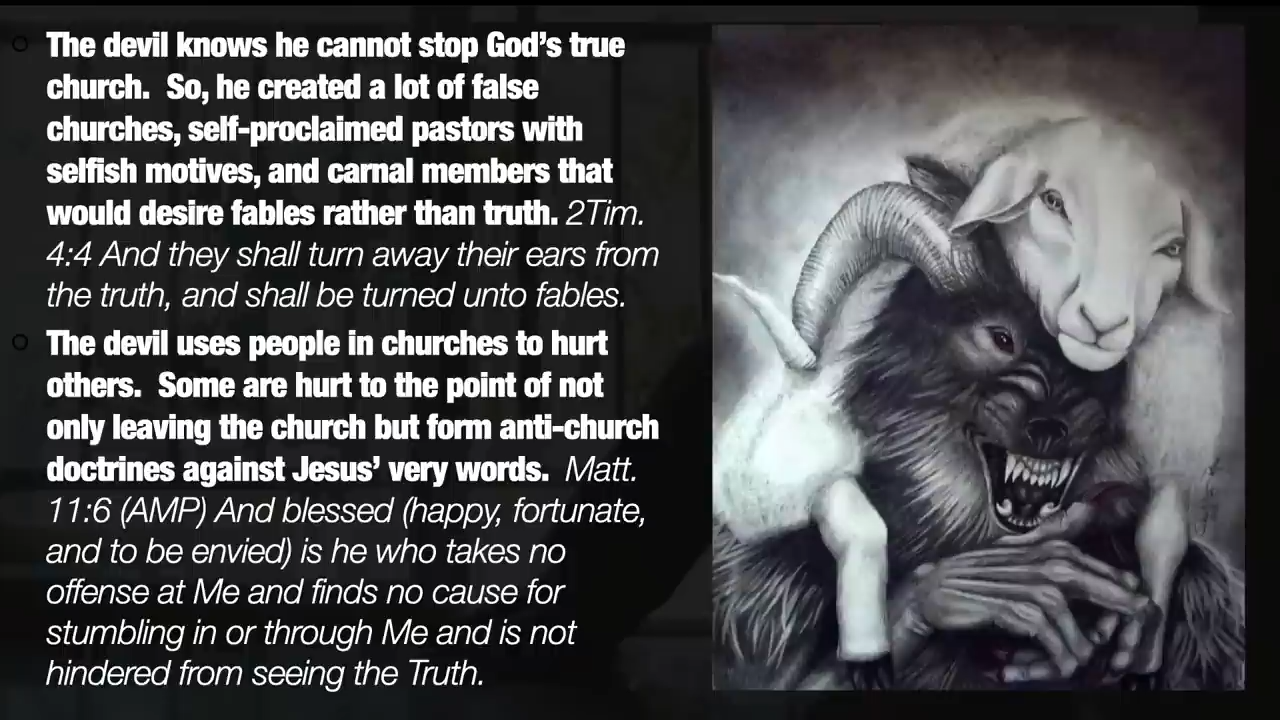 The devil knows he cannot stop God’s true
church.  So, he created a lot of false
churches, self-proclaimed pastors with
selfish motives, and carnal members that
would desire fables rather than truth. 2Tim.
4:4 And they shall turn away their ears from
the truth, and shall be turned unto fables.
The devil uses people in churches to hurt
others.  Some are hurt to the point of not
only leaving the church but form anti-church
doctrines against Jesus’ very words.  Matt.
11:6 (AMP) And blessed (happy, fortunate,
and to be envied) is he who takes no
offense at Me and finds no cause for
stumbling in or through Me and is not
hindered from seeing the Truth.